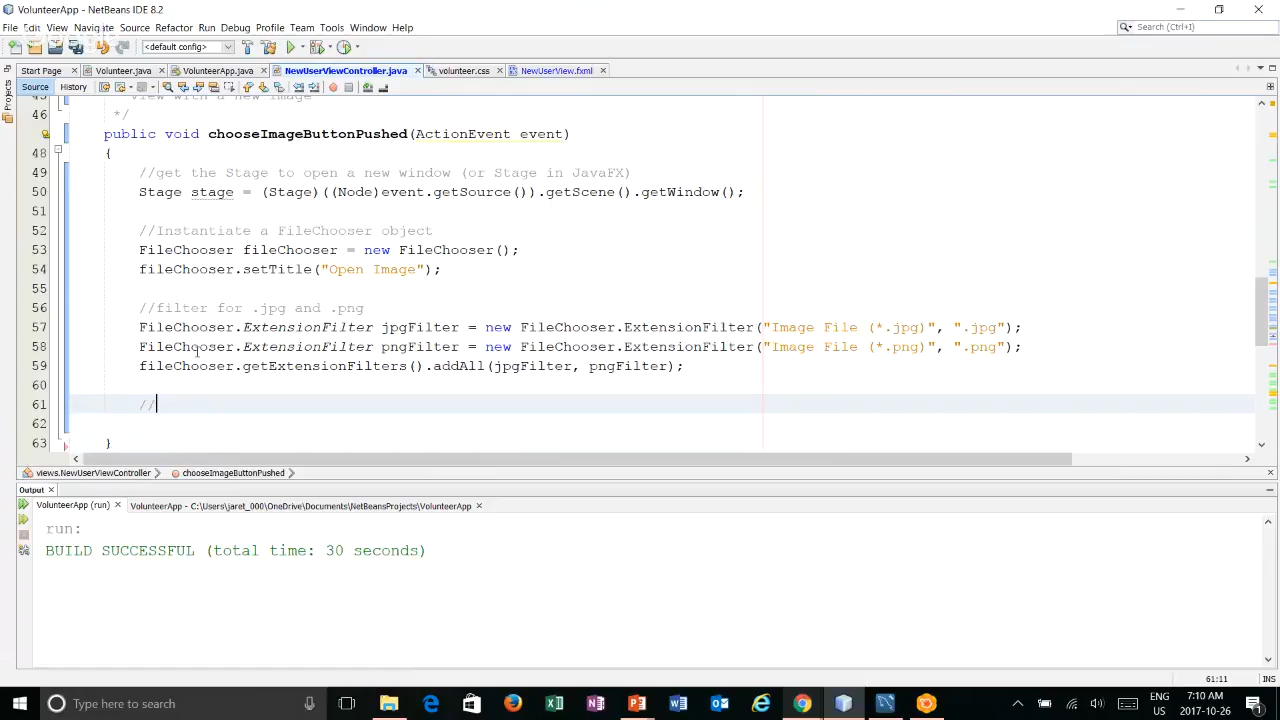 VolunteerApp - NetBeans IDE 8.2
File Edit View Navigate Source Refactor Run Debug Profile Team Tools Window Help
Search (Ctrl+I)
<default config>
Start Page Volunteer.java VolunteerApp.java NewUserViewController.java volunteer.css NewUserView.fxml
Projects
Source History
45 view with a new image
46 */
public void chooseImageButtonPushed(ActionEvent event)
48 {
49 //get the Stage to open a new window (or Stage in JavaFX)
50 Stage stage = (Stage)((Node)event.getSource()).getScene().getWindow();
51
52 //Instantiate a FileChooser object
53 FileChooser fileChooser = new FileChooser();
54 fileChooser.setTitle("Open Image");
55
56 //filter for .jpg and .png
57 FileChooser.ExtensionFilter jpgFilter = new FileChooser.ExtensionFilter("Image File (*.jpg)", ".jpg");
58 FileChooser.ExtensionFilter pngFilter = new FileChooser.ExtensionFilter("Image File (*.png)", ".png");
59 fileChooser.getExtensionFilters().addAll(jpgFilter, pngFilter);
60
61 //
62
63 }
views.NewUserViewController chooseImageButtonPushed
Output
VolunteerApp (run) VolunteerApp - C:\Users\jaret_000\OneDrive\Documents\NetBeansProjects\VolunteerApp
run:
BUILD SUCCESSFUL (total time: 30 seconds)
61:11 INS
Type here to search
ENG
US
7:10 AM
2017-10-26
1